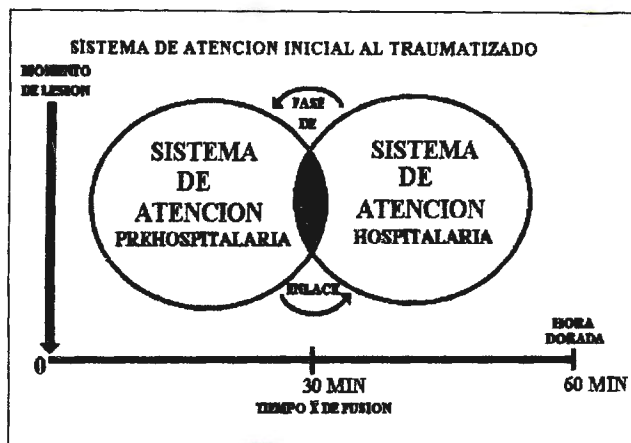 SISTEMA DE ATENCION INICIAL AL TRAUMATIZADO
MOMENTO
DE LESION
FASE
DE
SISTEMA
DE
ATENCION
PREHOSPITALARIA
SISTEMA
DE
ATENCION
HOSPITALARIA
ENLACE
HORA
DORADA
0
30 MIN
60 MIN
TIEMPO X̄ DE FUSION